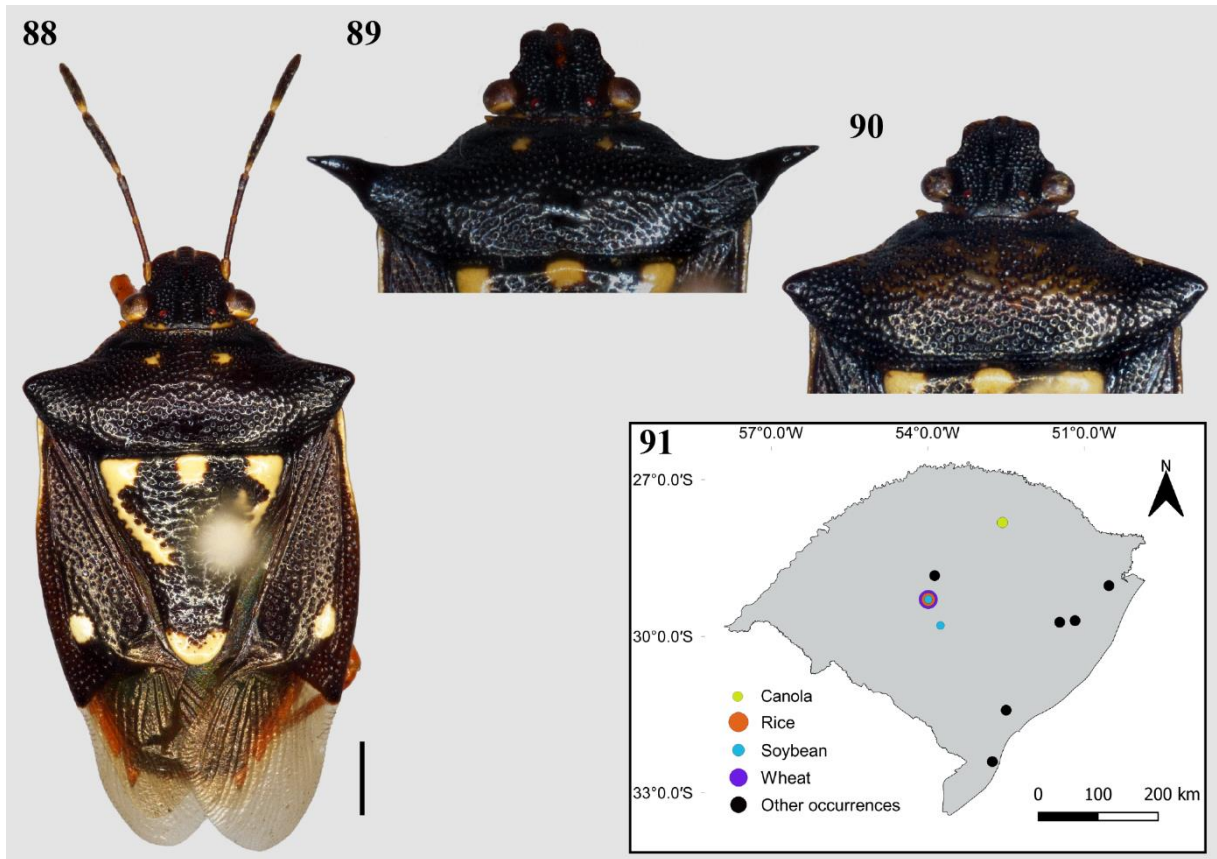 88
89
90
91
57°0.0'W 54°0.0'W 51°0.0'W
27°0.0'S
30°0.0'S
33°0.0'S
N
Canola
Rice
Soybean
Wheat
Other occurrences
0 100 200 km